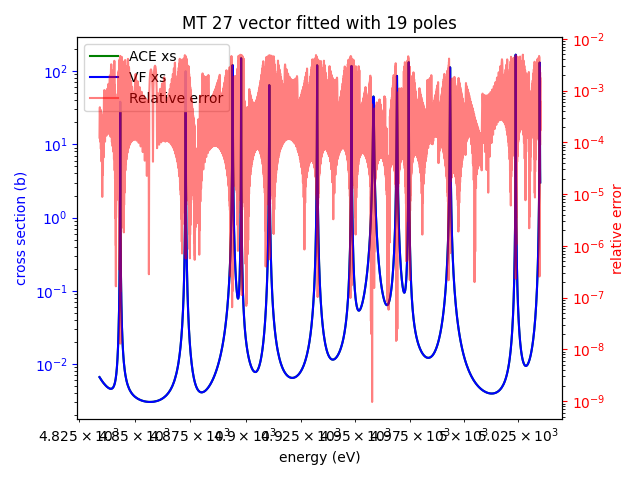 MT 27 vector fitted with 19 poles
ACE xs
VF xs
Relative error
cross section (b)
10²
10¹
10⁰
10⁻¹
10⁻²
relative error
10⁻²
10⁻³
10⁻⁴
10⁻⁵
10⁻⁶
10⁻⁷
10⁻⁸
10⁻⁹
4.825 × 10³ 4.85 × 10³ 4.875 × 10³ 4.9 × 10³ 4.925 × 10³ 4.95 × 10³ 4.975 × 10³ 5 × 10³ 5.025 × 10³
energy (eV)